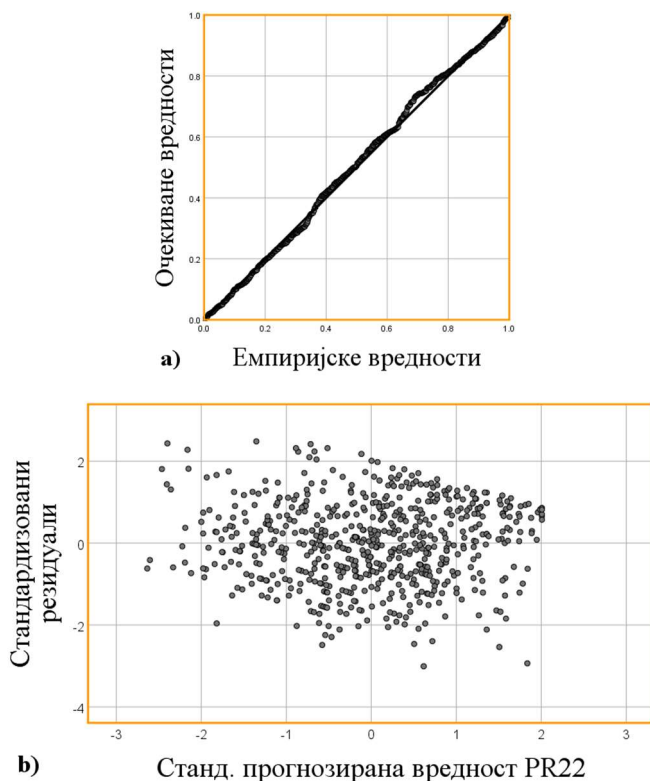 1.0
0.8
0.6
0.4
0.2
0.0
Очекиване вредности
0.0 0.2 0.4 0.6 0.8 1.0
а) Емпиријске вредности
2
0
-2
-4
Стандардизовани
резидуали
-3 -2 -1 0 1 2 3
b) Станд. прогнозирана вредност PR22